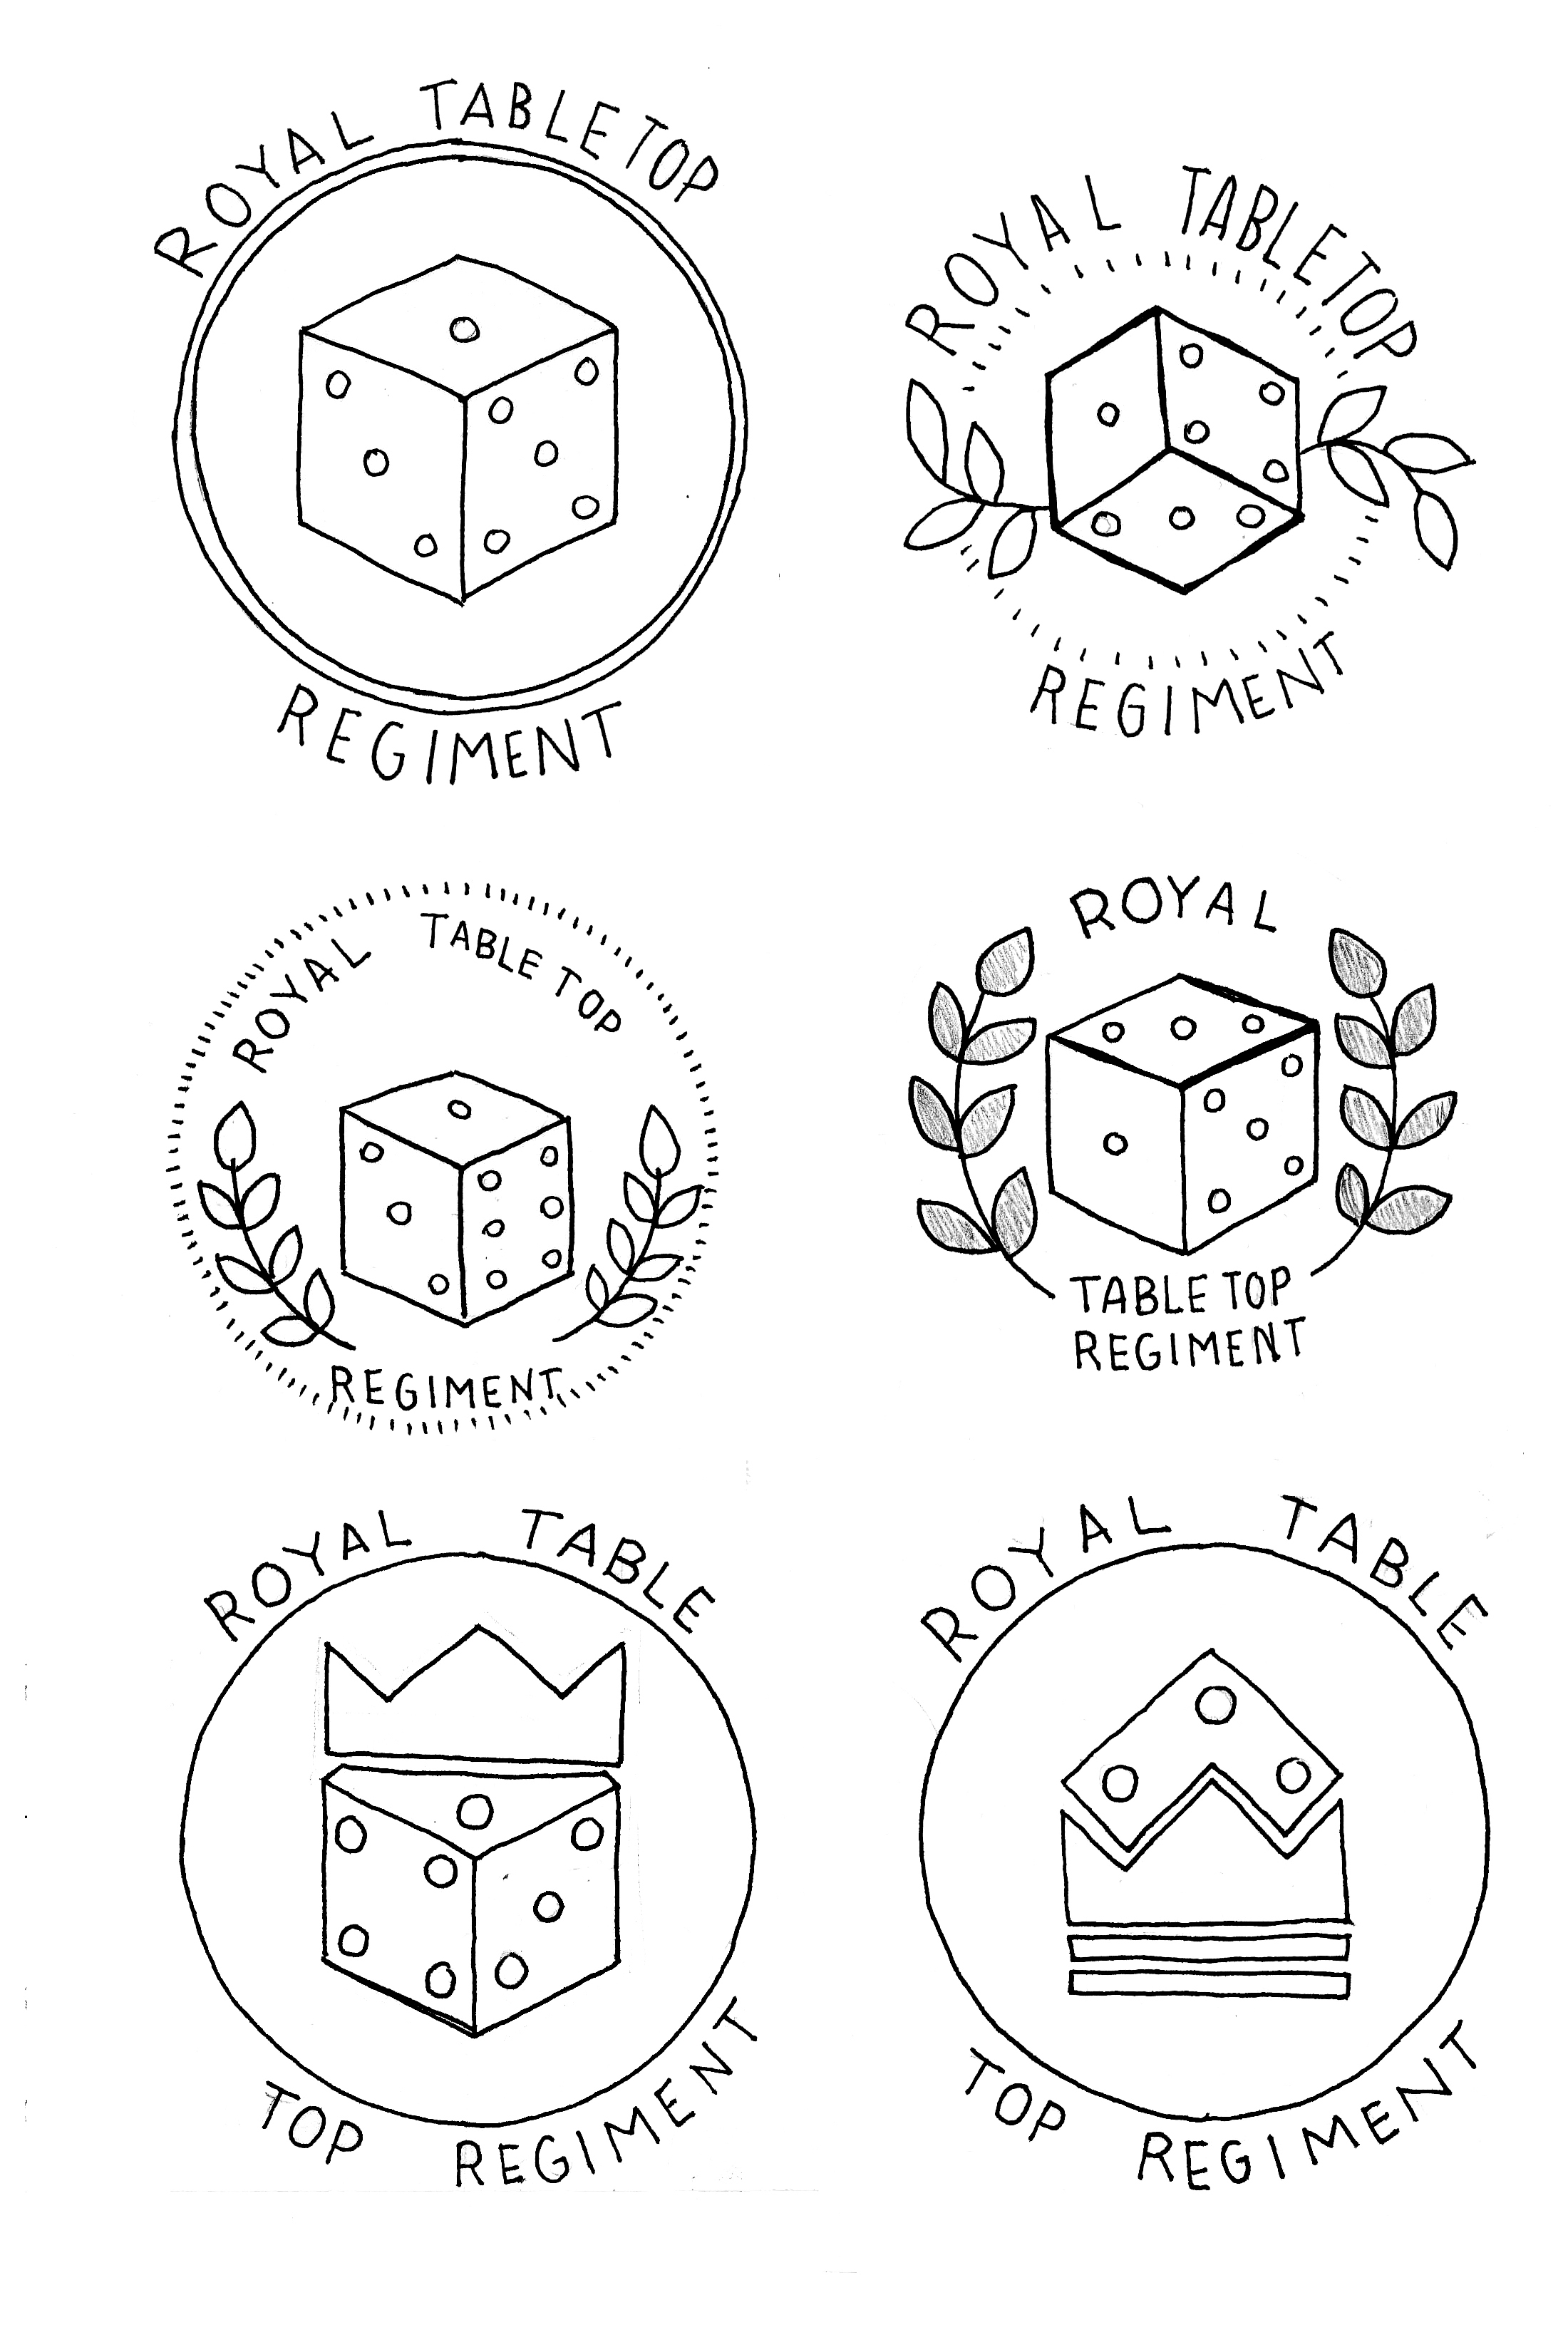 ROYAL TABLETOP
REGIMENT
ROYAL TABLETOP
REGIMENT
ROYAL TABLE TOP
REGIMENT
ROYAL
TABLE TOP
REGIMENT
ROYAL TABLE
TOP REGIMENT
ROYAL TABLE
TOP REGIMENT